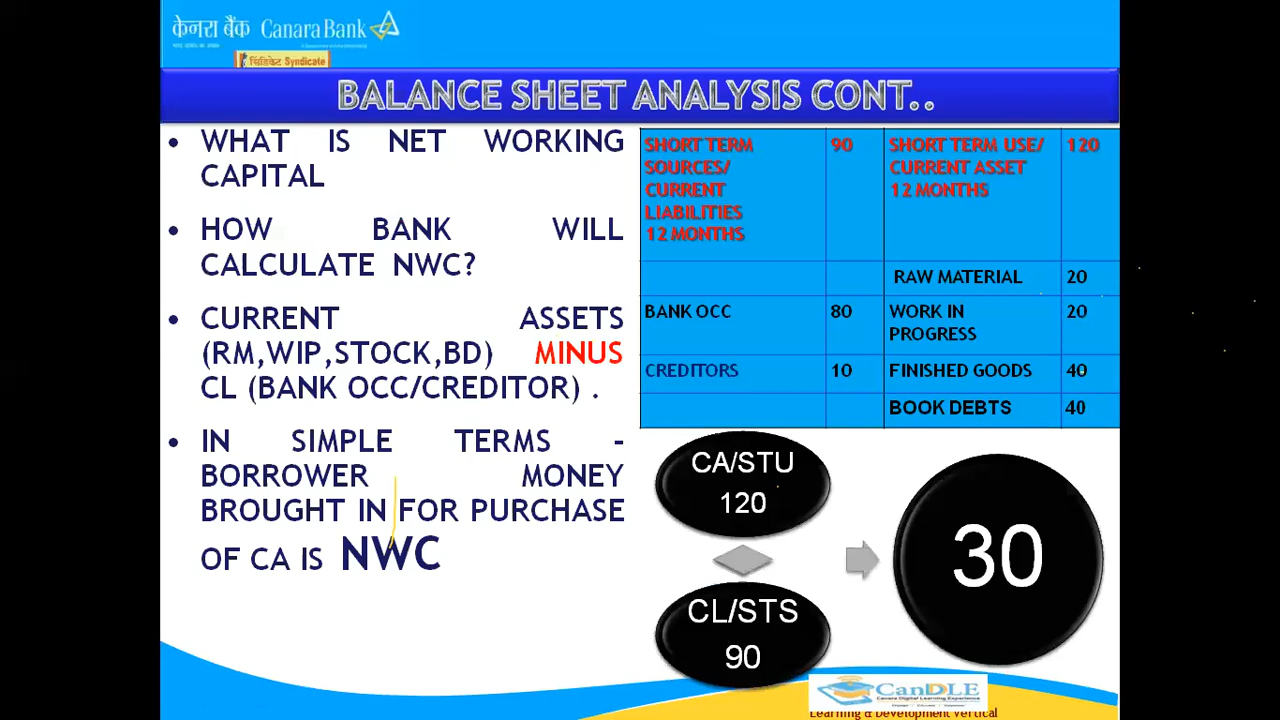 केनरा बैंक Canara Bank
सिंडिकेट Syndicate
BALANCE SHEET ANALYSIS CONT..
• WHAT IS NET WORKING
CAPITAL
• HOW BANK WILL
CALCULATE NWC?
• CURRENT ASSETS
(RM,WIP,STOCK,BD) MINUS
CL (BANK OCC/CREDITOR) .
• IN SIMPLE TERMS -
BORROWER MONEY
BROUGHT IN FOR PURCHASE
OF CA IS NWC
SHORT TERM 90 SHORT TERM USE/ 120
SOURCES/ CURRENT ASSET
CURRENT 12 MONTHS
LIABILITIES
12 MONTHS
RAW MATERIAL 20
BANK OCC 80 WORK IN 20
PROGRESS
CREDITORS 10 FINISHED GOODS 40
BOOK DEBTS 40
CA/STU
120
30
CL/STS
90
CanDLE
Canara Digital Learning Experience
Learning & Development Vertical